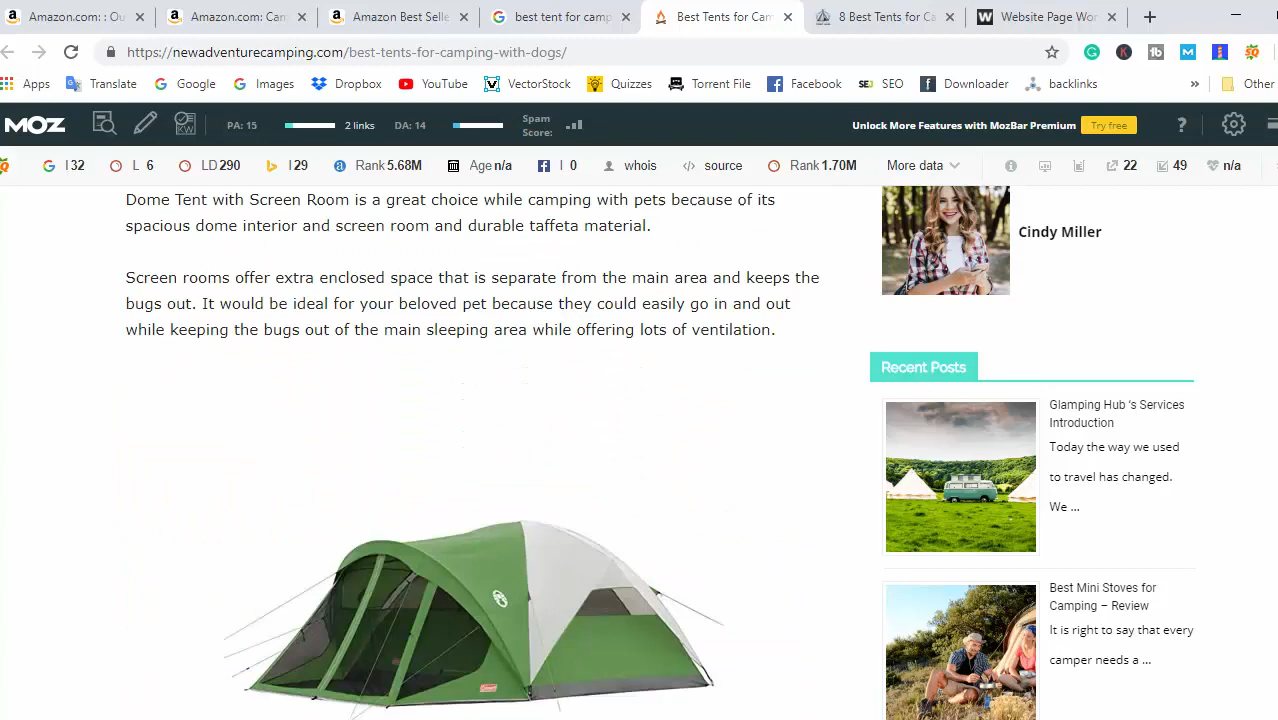 Amazon.com: : Ou
Amazon.com: Cam
Amazon Best Selle
best tent for camp
Best Tents for Cam
8 Best Tents for Ca
Website Page Wor
https://newadventurecamping.com/best-tents-for-camping-with-dogs/
Apps
Translate
Google
Images
Dropbox
YouTube
VectorStock
Quizzes
Torrent File
Facebook
SEJ
SEO
Downloader
backlinks
»
Other
MOZ
KW
PA: 15
2 links
DA: 14
Spam Score:
Unlock More Features with MozBar Premium
Try free
?
I 32
L 6
LD 290
I 29
Rank 5.68M
Age n/a
I 0
whois
source
Rank 1.70M
More data
22
49
n/a
Dome Tent with Screen Room is a great choice while camping with pets because of its
spacious dome interior and screen room and durable taffeta material.
Screen rooms offer extra enclosed space that is separate from the main area and keeps the
bugs out. It would be ideal for your beloved pet because they could easily go in and out
while keeping the bugs out of the main sleeping area while offering lots of ventilation.
Cindy Miller
Recent Posts
Glamping Hub 's Services
Introduction
Today the way we used
to travel has changed.
We ...
Best Mini Stoves for
Camping – Review
It is right to say that every
camper needs a ...